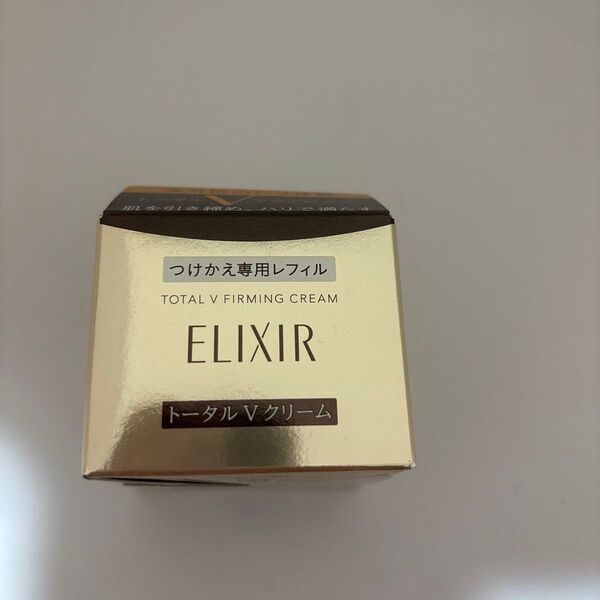 肌を引き締め、ハリで満たす
つけかえ専用レフィル
TOTAL V FIRMING CREAM
ELIXIR
トータル V クリーム